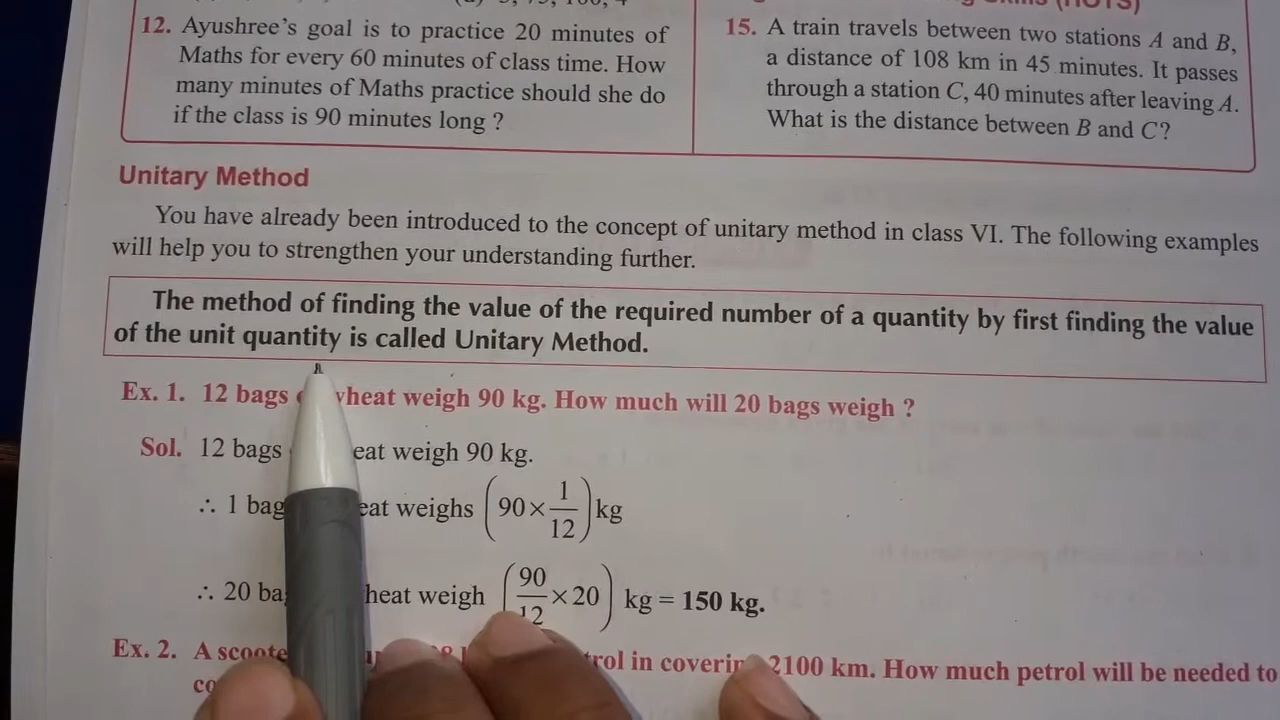 12. Ayushree's goal is to practice 20 minutes of
Maths for every 60 minutes of class time. How
many minutes of Maths practice should she do
if the class is 90 minutes long ?
15. A train travels between two stations A and B,
a distance of 108 km in 45 minutes. It passes
through a station C, 40 minutes after leaving A.
What is the distance between B and C?
Unitary Method
You have already been introduced to the concept of unitary method in class VI. The following examples
will help you to strengthen your understanding further.
The method of finding the value of the required number of a quantity by first finding the value
of the unit quantity is called Unitary Method.
Ex. 1. 12 bags wheat weigh 90 kg. How much will 20 bags weigh ?
Sol. 12 bags weigh 90 kg.
∴ 1 bag weighs (90 × 1/12) kg
∴ 20 weigh (90/12 × 20) kg = 150 kg.
Ex. 2. A in 2100 km. How much petrol will be needed to